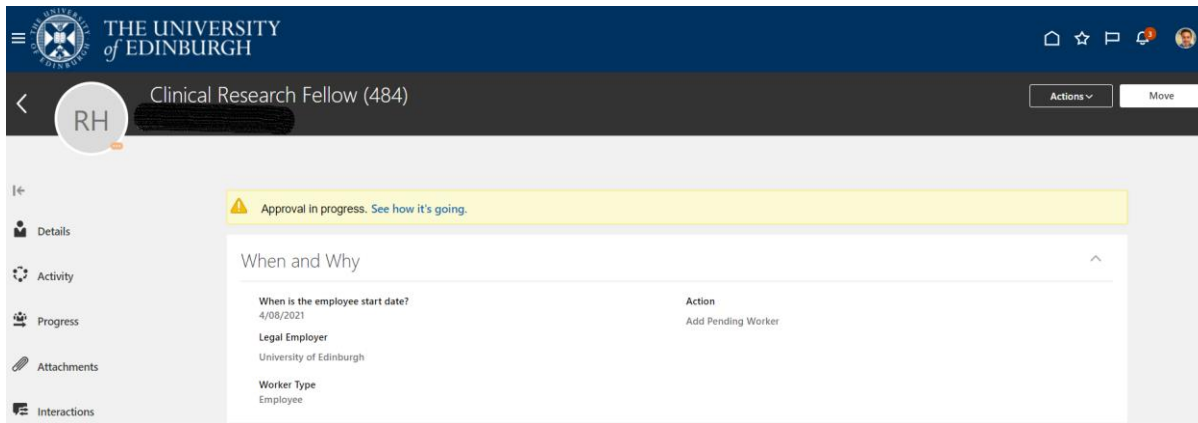 THE UNIVERSITY
of EDINBURGH
3
Clinical Research Fellow (484)
RH
Actions
Move
Approval in progress. See how it's going.
Details
Activity
Progress
Attachments
Interactions
When and Why
When is the employee start date?
4/08/2021
Legal Employer
University of Edinburgh
Worker Type
Employee
Action
Add Pending Worker